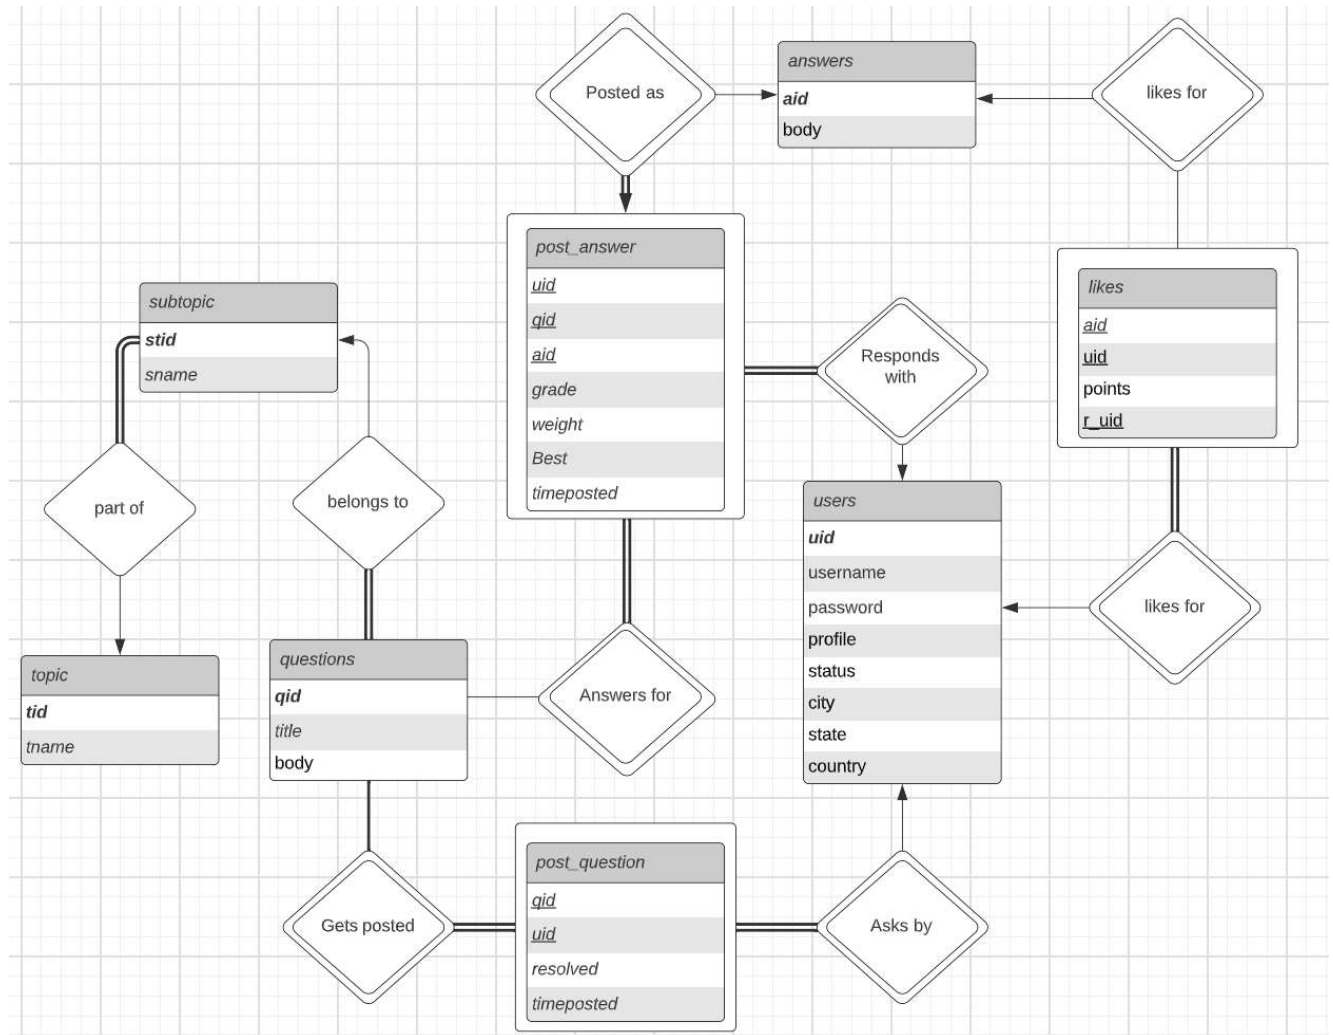 Posted as
answers
aid
body
likes for
post_answer
uid
qid
aid
grade
weight
Best
timeposted
subtopic
stid
sname
likes
aid
uid
points
r_uid
Responds
with
part of
belongs to
users
uid
username
password
profile
status
city
state
country
likes for
topic
tid
tname
questions
qid
title
body
Answers for
Gets posted
post_question
qid
uid
resolved
timeposted
Asks by